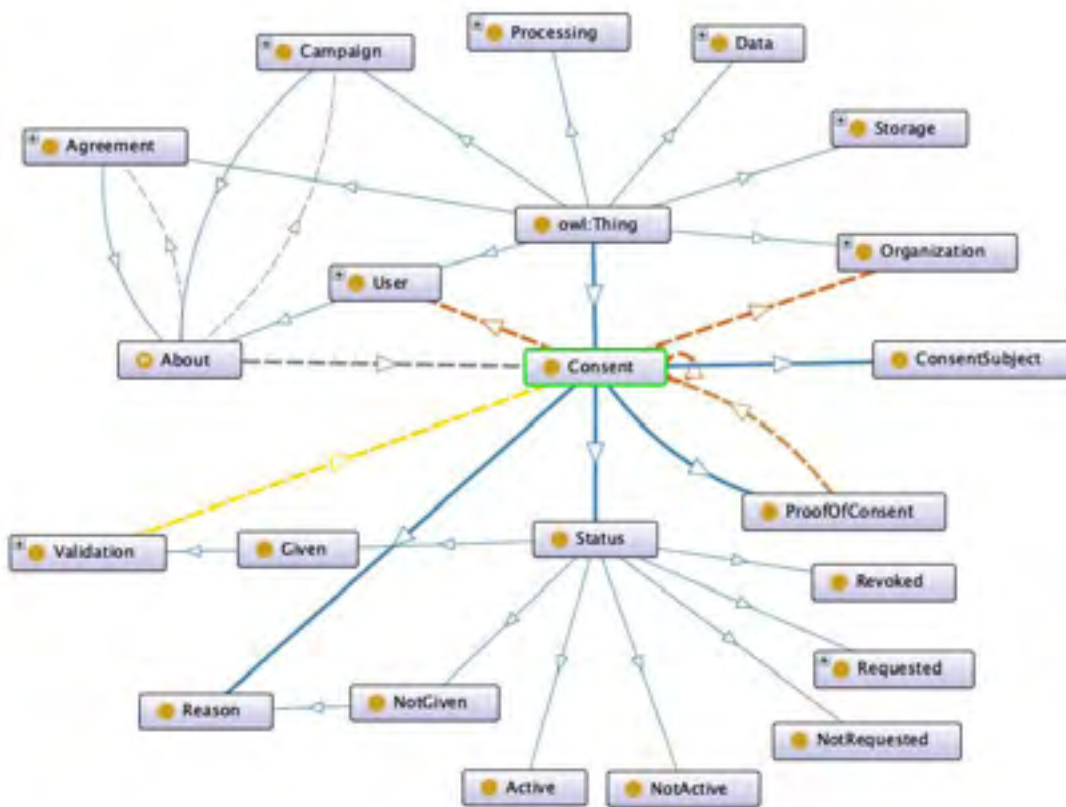 Processing
Data
Campaign
Storage
Agreement
owl:Thing
Organization
User
About
Consent
ConsentSubject
ProofOfConsent
Validation
Given
Status
Revoked
Requested
Reason
NotGiven
NotRequested
Active
NotActive